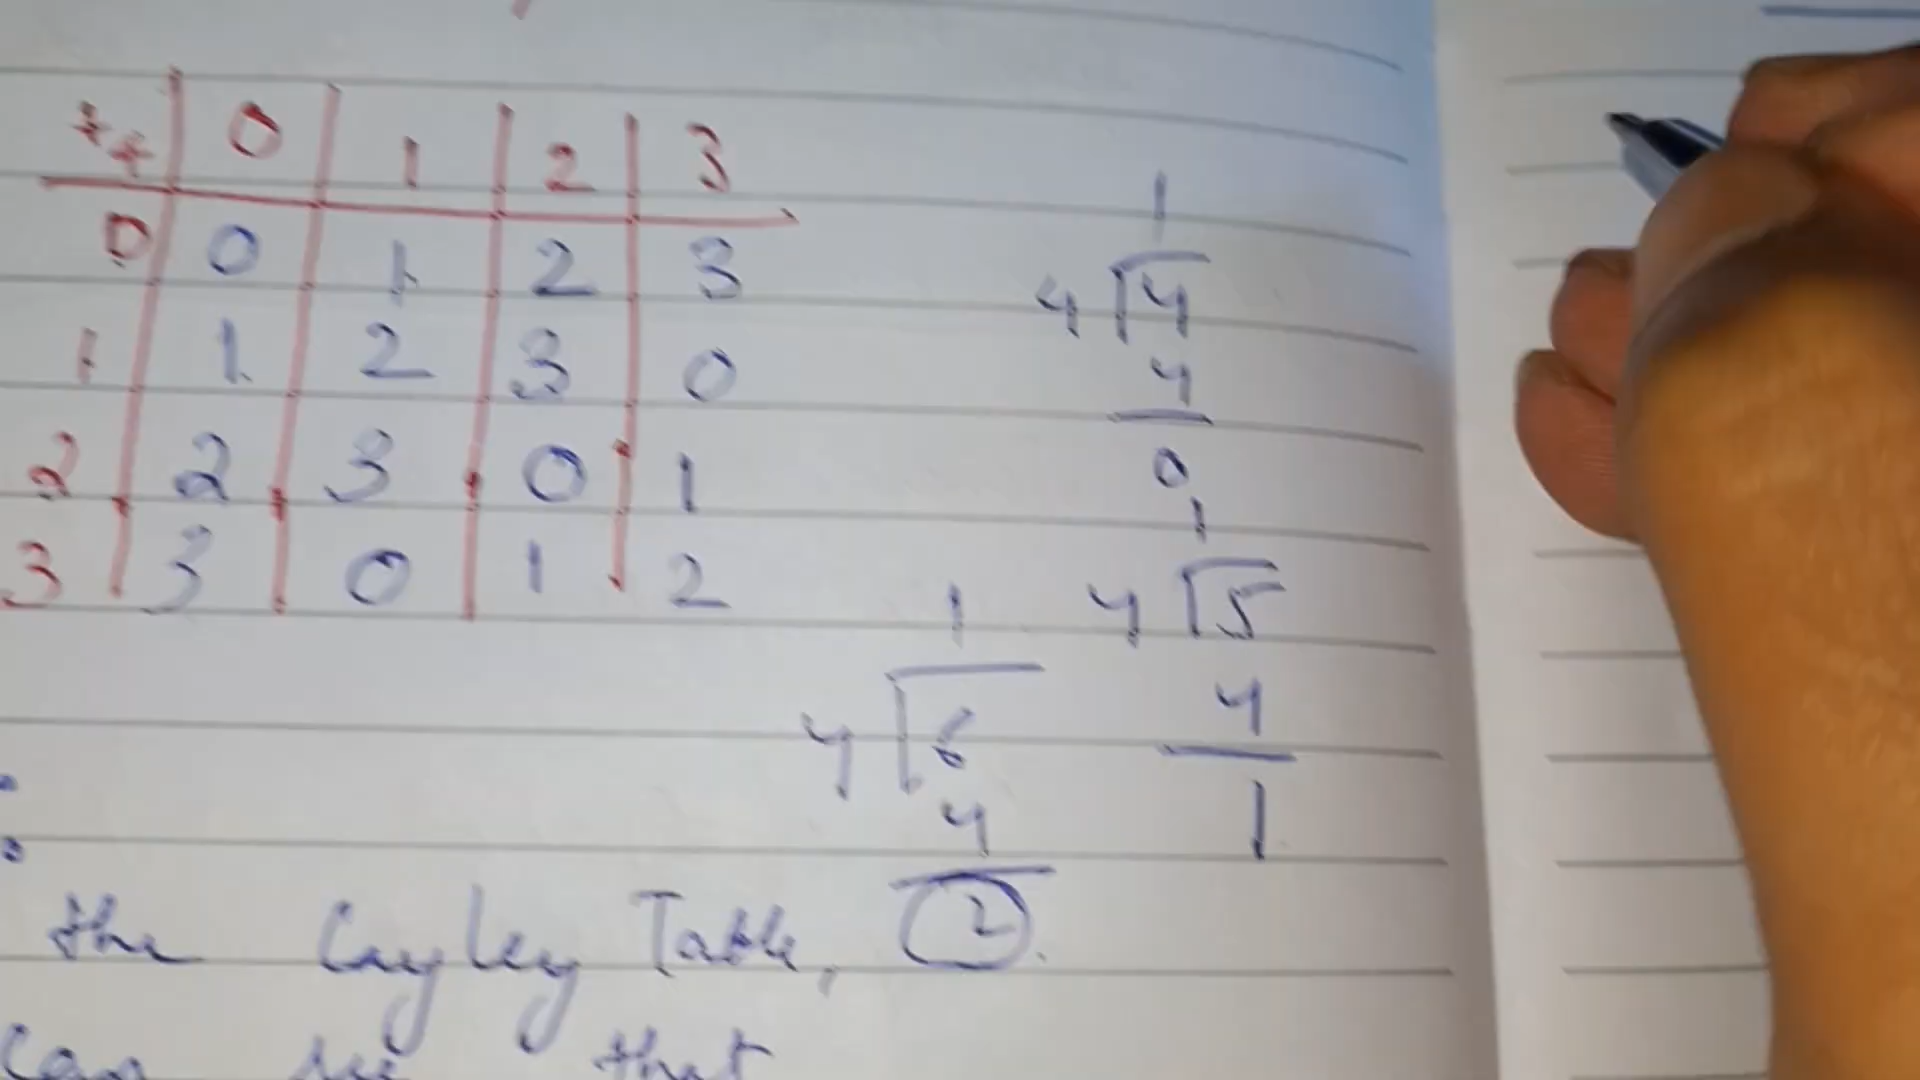 +₄ 0 1 2 3
0 0 1 2 3
1 1 2 3 0
2 2 3 0 1
3 3 0 1 2
1
4 4
4
0
1
4 5
4
1
1
4 6
4
2
the Cayley Table,
can see that